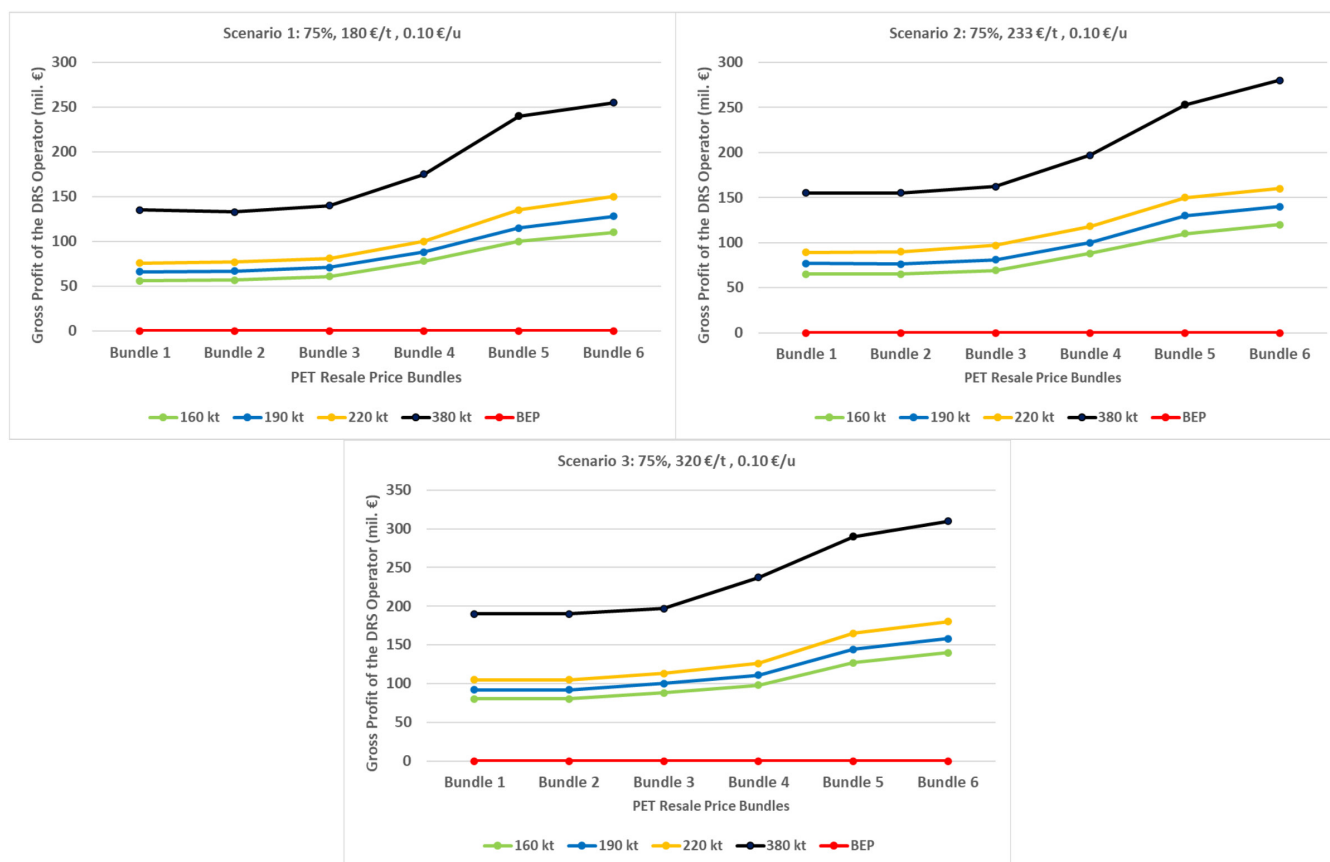 Scenario 1: 75%, 180 €/t , 0.10 €/u
Gross Profit of the DRS Operator (mil. €)
300
250
200
150
100
50
0
Bundle 1 Bundle 2 Bundle 3 Bundle 4 Bundle 5 Bundle 6
PET Resale Price Bundles
160 kt 190 kt 220 kt 380 kt BEP
Scenario 2: 75%, 233 €/t , 0.10 €/u
Gross Profit of the DRS Operator (mil. €)
300
250
200
150
100
50
0
Bundle 1 Bundle 2 Bundle 3 Bundle 4 Bundle 5 Bundle 6
PET Resale Price Bundles
160 kt 190 kt 220 kt 380 kt BEP
Scenario 3: 75%, 320 €/t , 0.10 €/u
Gross Profit of the DRS Operator (mil. €)
350
300
250
200
150
100
50
0
Bundle 1 Bundle 2 Bundle 3 Bundle 4 Bundle 5 Bundle 6
PET Resale Price Bundles
160 kt 190 kt 220 kt 380 kt BEP